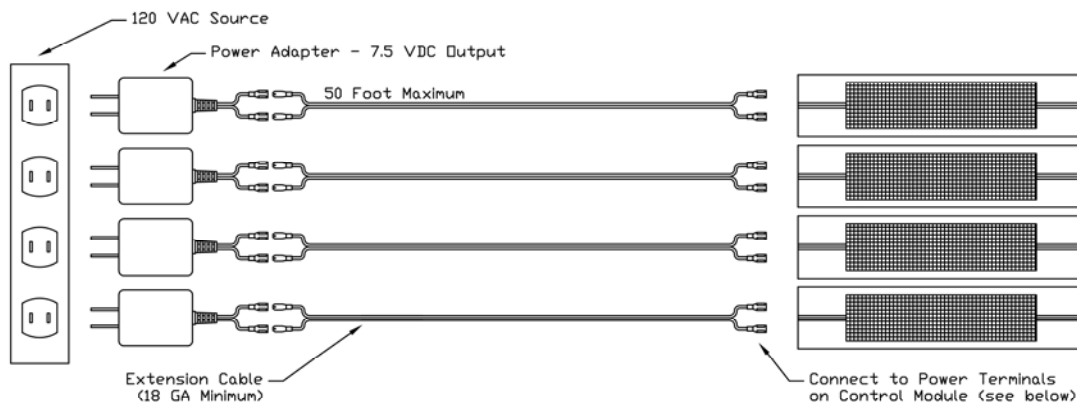 120 VAC Source
Power Adapter - 7.5 VDC Output
50 Foot Maximum
Extension Cable
(18 GA Minimum)
Connect to Power Terminals
on Control Module (see below)